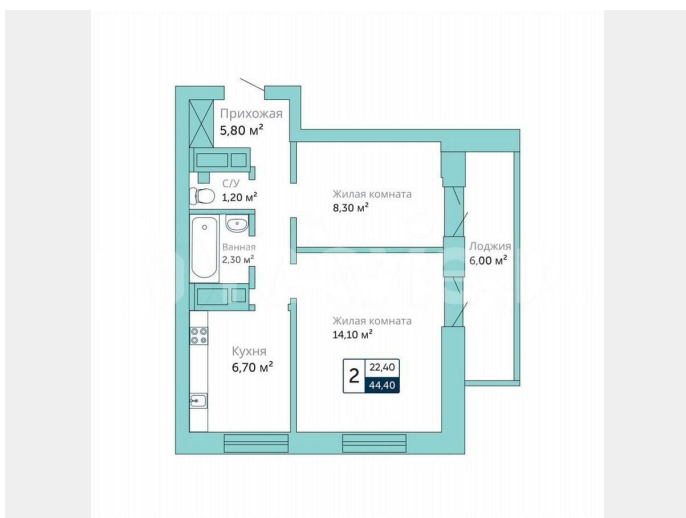 Прихожая
5,80 м²
С/У
1,20 м²
Жилая комната
8,30 м²
Ванная
2,30 м²
Лоджия
6,00 м²
Жилая комната
14,10 м²
Кухня
6,70 м²
2
22,40
44,40